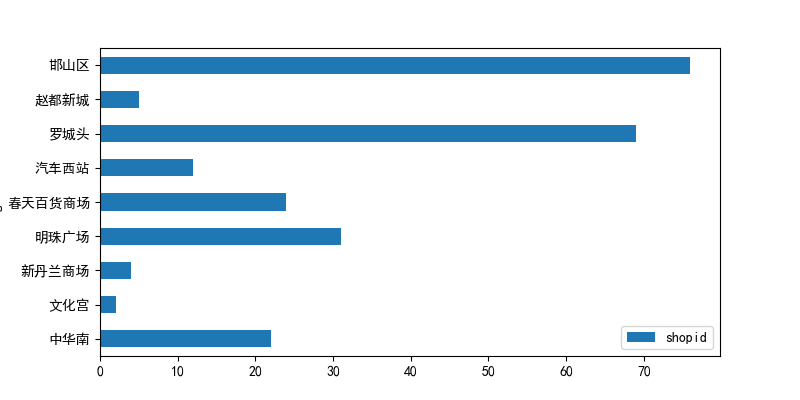 邯山区
赵都新城
罗城头
汽车西站
春天百货商场
明珠广场
新丹兰商场
文化宫
中华南
shopid
0 10 20 30 40 50 60 70